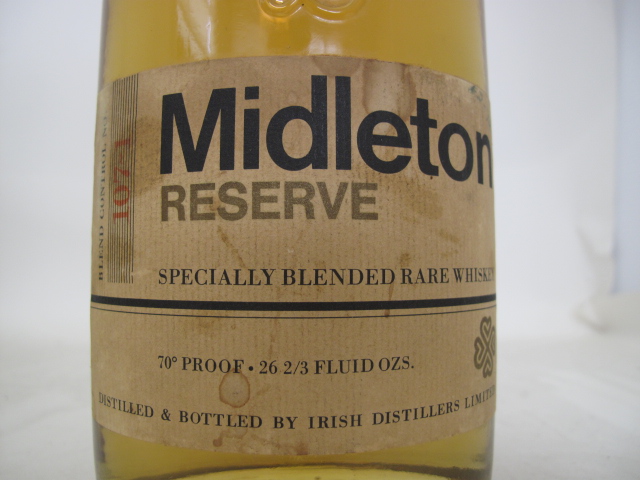 Midleton
RESERVE
SPECIALLY BLENDED RARE WHISKEY
70° PROOF • 26 2/3 FLUID OZS.
DISTILLED & BOTTLED BY IRISH DISTILLERS LIMITED
BLEND CONTROL NO.